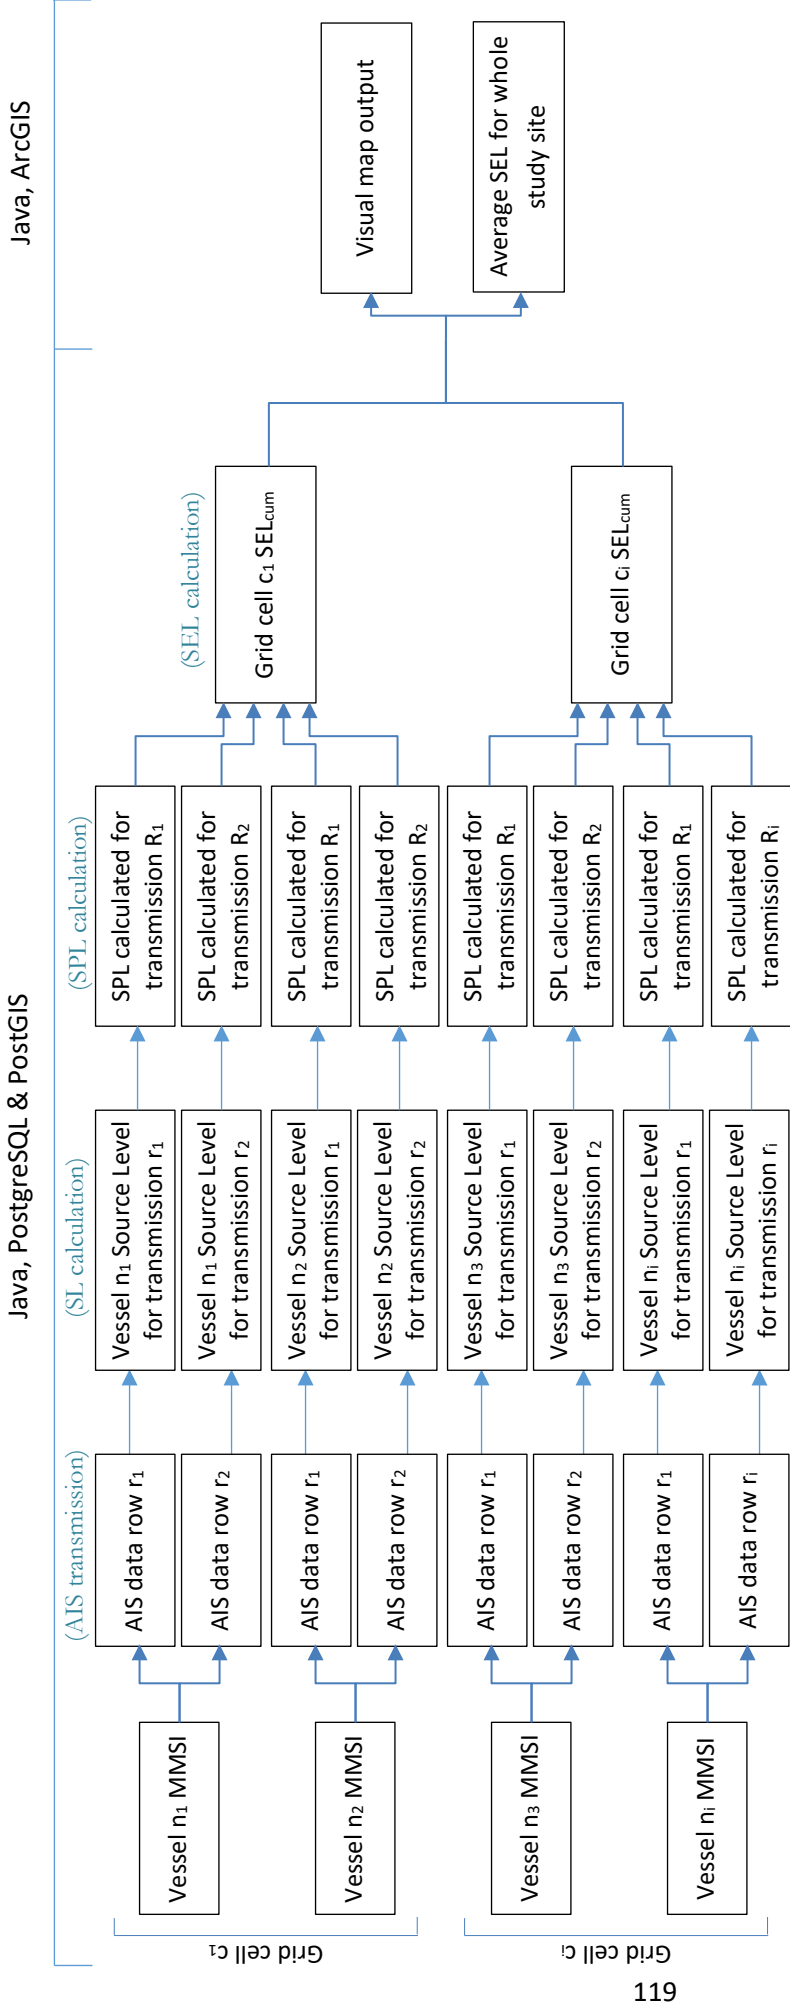 Java, PostgreSQL & PostGIS
Java, ArcGIS
(AIS transmission)
(SL calculation)
(SPL calculation)
(SEL calculation)
Grid cell c1
Vessel n1 MMSI
AIS data row r1
Vessel n1 Source Level
for transmission r1
SPL calculated for
transmission R1
AIS data row r2
Vessel n1 Source Level
for transmission r2
SPL calculated for
transmission R2
Vessel n2 MMSI
AIS data row r1
Vessel n2 Source Level
for transmission r1
SPL calculated for
transmission R1
AIS data row r2
Vessel n2 Source Level
for transmission r2
SPL calculated for
transmission R2
Grid cell c1 SELcum
Grid cell ci
Vessel n3 MMSI
AIS data row r1
Vessel n3 Source Level
for transmission r1
SPL calculated for
transmission R1
AIS data row r2
Vessel n3 Source Level
for transmission r2
SPL calculated for
transmission R2
Vessel ni MMSI
AIS data row r1
Vessel ni Source Level
for transmission r1
SPL calculated for
transmission R1
AIS data row ri
Vessel ni Source Level
for transmission ri
SPL calculated for
transmission Ri
Grid cell ci SELcum
Visual map output
Average SEL for whole
study site
119